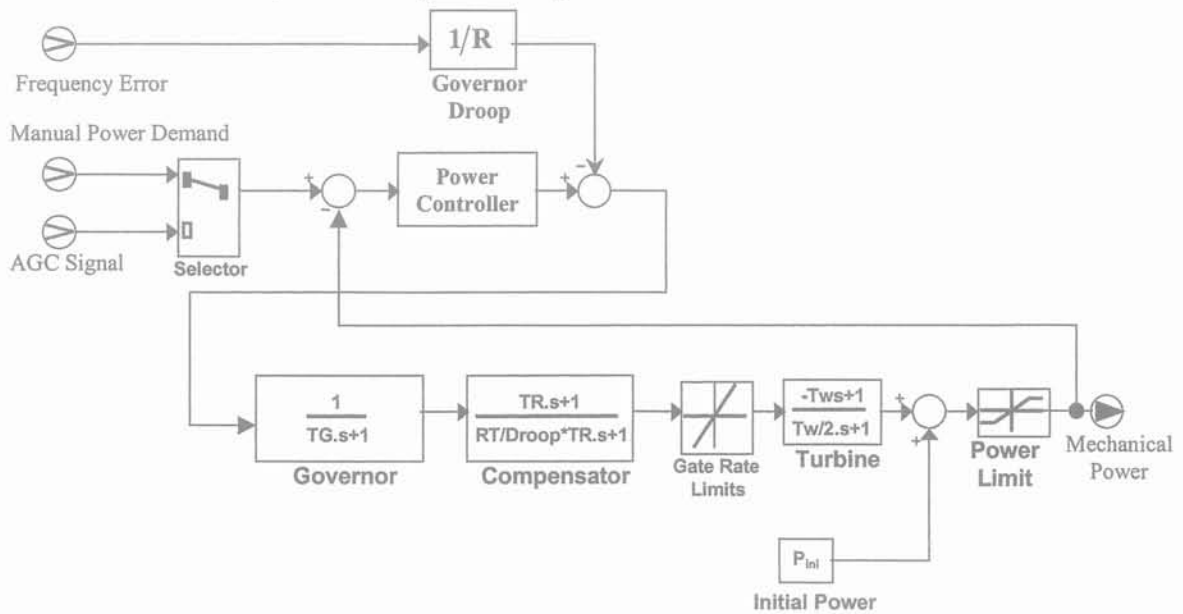 1/R
Frequency Error
Governor
Droop
Manual Power Demand
+
−
Power
Controller
+
−
AGC Signal
Selector
1
TG.s+1
Governor
TR.s+1
RT/Droop*TR.s+1
Compensator
Gate Rate
Limits
-Tws+1
Tw/2.s+1
Turbine
+
+
Power
Limit
Mechanical
Power
Pini
Initial Power